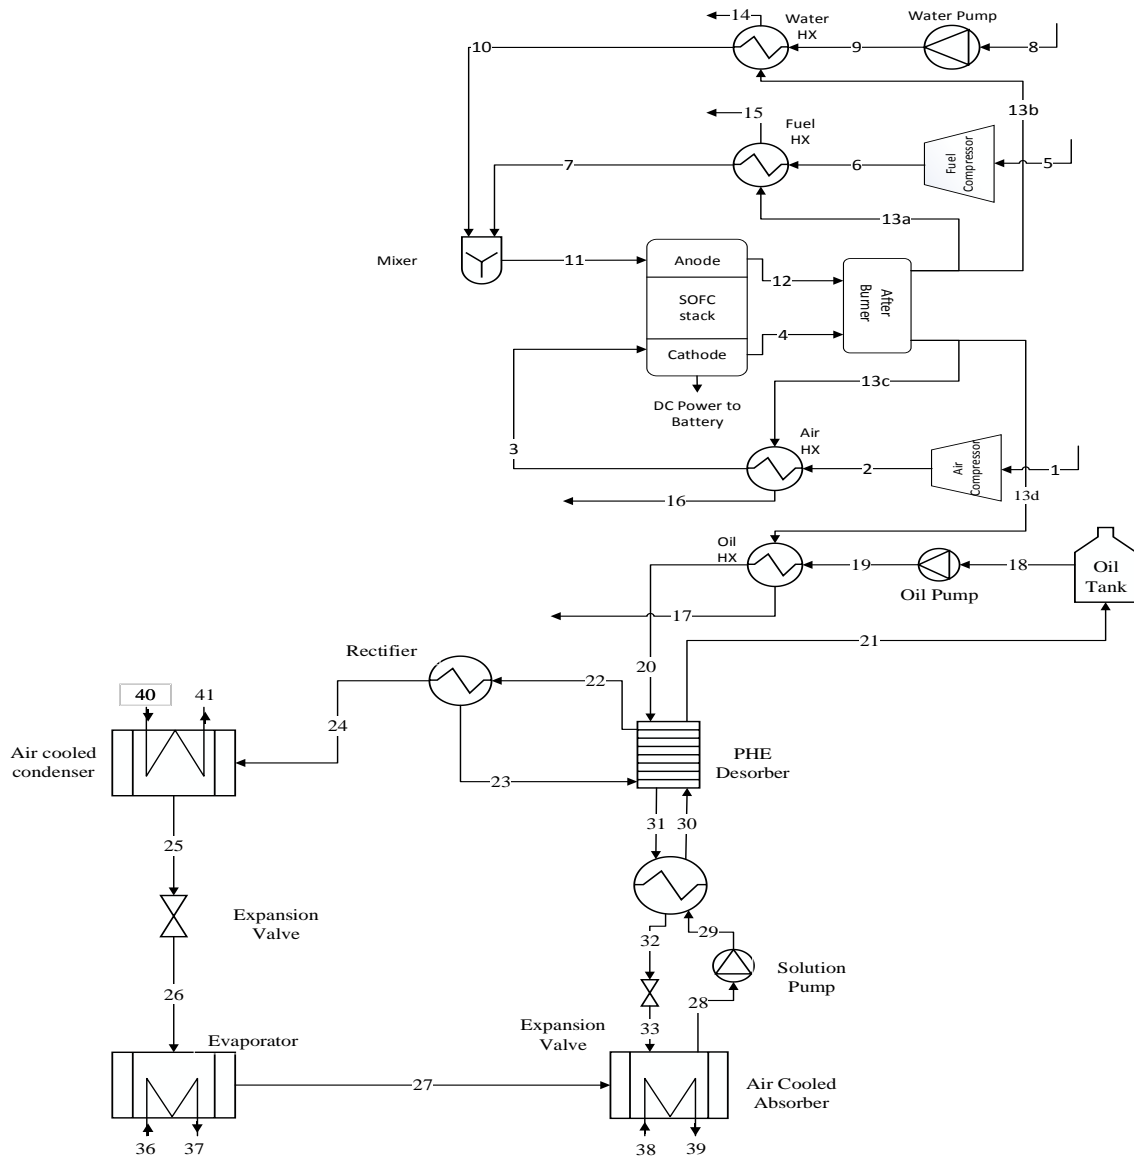 14
Water
HX
Water Pump
10
9
8
13b
15
Fuel
HX
Fuel
Compressor
7
6
5
13a
Mixer
11
Anode
12
SOFC
stack
After
Burner
4
Cathode
13c
DC Power to
Battery
3
Air
HX
2
Air
Compressor
1
16
13d
Oil
HX
19
18
Oil
Tank
Oil Pump
17
21
Rectifier
20
22
40
41
24
Air cooled
condenser
PHE
Desorber
23
31
30
25
Expansion
Valve
32
29
Solution
Pump
26
28
Expansion
Valve
33
Evaporator
27
Air Cooled
Absorber
36
37
38
39